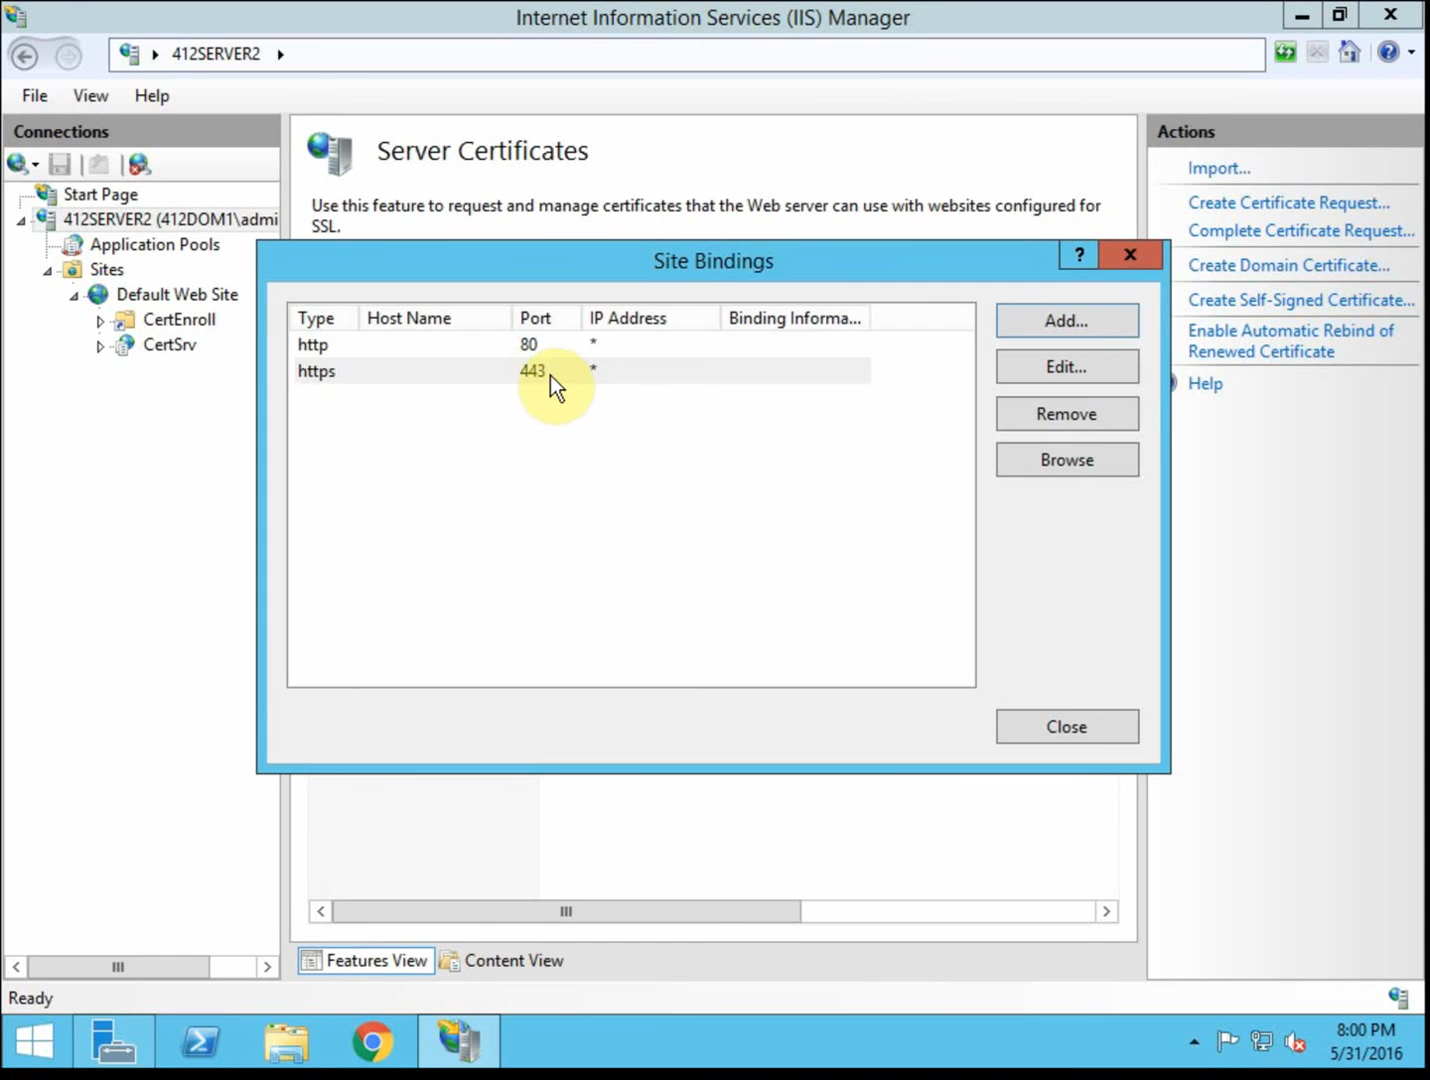 Internet Information Services (IIS) Manager
412SERVER2
File View Help
Connections
Start Page
412SERVER2 (412DOM1\admi
Application Pools
Sites
Default Web Site
CertEnroll
CertSrv
Server Certificates
Use this feature to request and manage certificates that the Web server can use with websites configured for
SSL.
Site Bindings
?
Type Host Name Port IP Address Binding Informa...
http 80 *
https 443 *
Add...
Edit...
Remove
Browse
Close
Actions
Import...
Create Certificate Request...
Complete Certificate Request...
Create Domain Certificate...
Create Self-Signed Certificate...
Enable Automatic Rebind of
Renewed Certificate
Help
Features View Content View
Ready
8:00 PM
5/31/2016